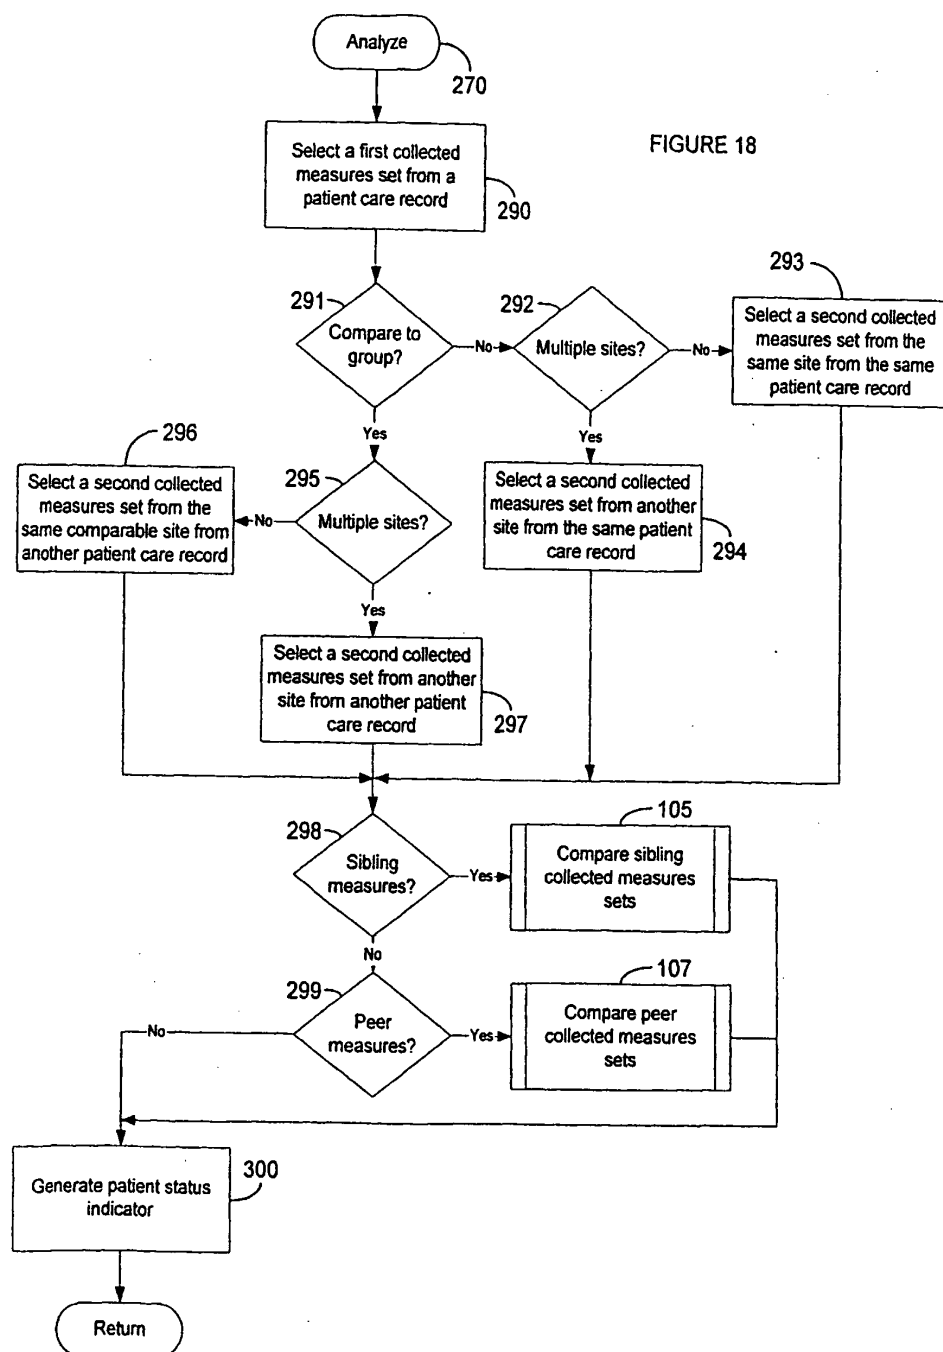 Analyze
270
FIGURE 18
Select a first collected
measures set from a
patient care record
290
293
291
Compare to
group?
No
292
Multiple sites?
No
Select a second collected
measures set from the
same site from the same
patient care record
Yes
Yes
296
Select a second collected
measures set from the
same comparable site from
another patient care record
No
295
Multiple sites?
Select a second collected
measures set from another
site from the same patient
care record
294
Yes
Select a second collected
measures set from another
site from another patient
care record
297
298
Sibling
measures?
Yes
105
Compare sibling
collected measures
sets
No
299
Peer
measures?
No
Yes
107
Compare peer
collected measures
sets
Generate patient status
indicator
300
Return